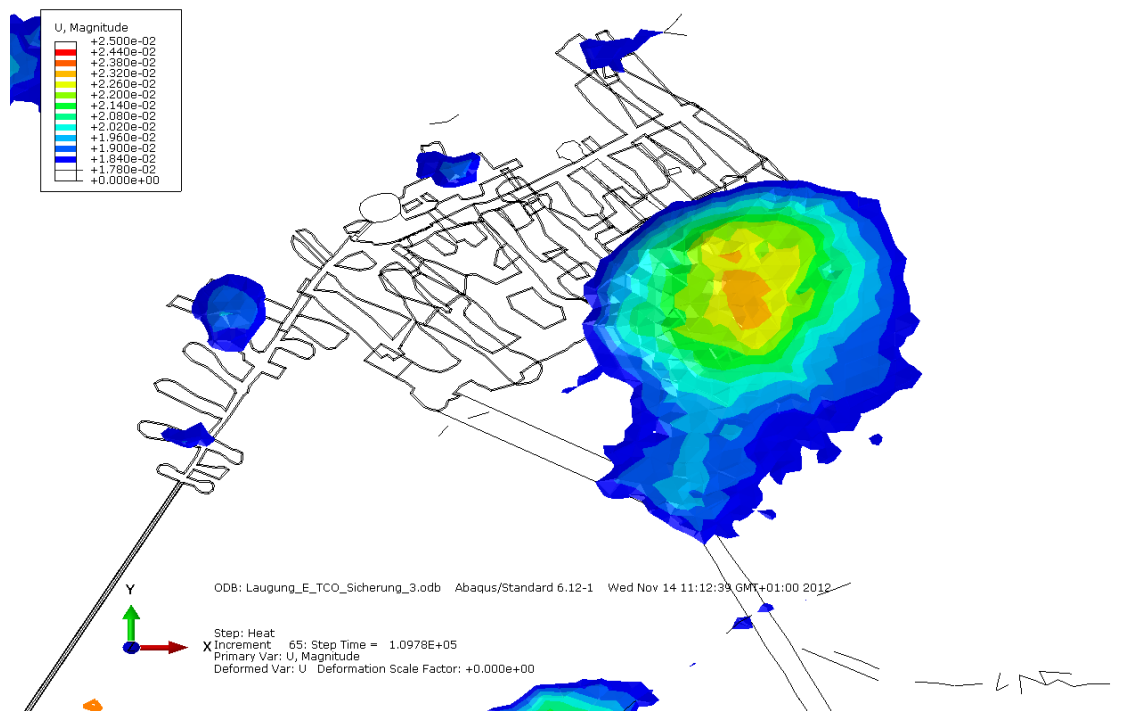 U, Magnitude
+2.500e-02
+2.440e-02
+2.380e-02
+2.320e-02
+2.260e-02
+2.200e-02
+2.140e-02
+2.080e-02
+2.020e-02
+1.960e-02
+1.900e-02
+1.840e-02
+1.780e-02
+0.000e+00
Y
X
Z
ODB: Laugung_E_TCO_Sicherung_3.odb Abaqus/Standard 6.12-1 Wed Nov 14 11:12:39 GMT+01:00 2012
Step: Heat
Increment 65: Step Time = 1.0978E+05
Primary Var: U, Magnitude
Deformed Var: U Deformation Scale Factor: +0.000e+00